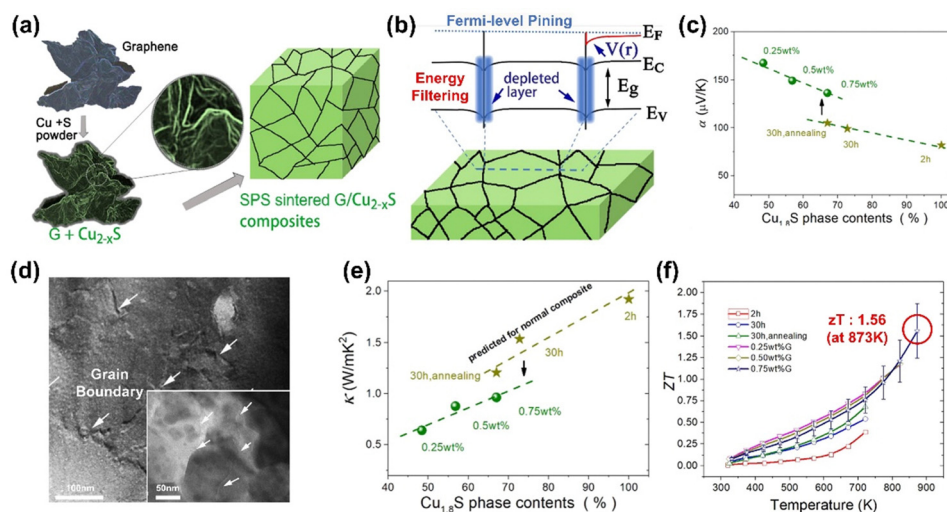 (a)
Graphene
Cu +S
powder
G + Cu2-xS
SPS sintered G/Cu2-xS
composites
(b)
Fermi-level Pining
EF
V(r)
EC
Energy
Filtering
depleted
layer
Eg
EV
(c)
α (μV/K)
200
150
100
50
0.25wt%
0.5wt%
0.75wt%
30h,annealing
30h
2h
40 50 60 70 80 90 100
Cu1.8S phase contents ( % )
(d)
Grain
Boundary
100nm
50nm
(e)
κ (W/mK2)
2.0
1.5
1.0
0.5
predicted for normal composite
2h
30h
30h,annealing
0.75wt%
0.5wt%
0.25wt%
50 60 70 80 90 100
Cu1.8S phase contents ( % )
(f)
ZT
2.00
1.75
1.50
1.25
1.00
0.75
0.50
0.25
0.00
2h
30h
30h,annealing
0.25wt%G
0.50wt%G
0.75wt%G
zT : 1.56
(at 873K)
300 400 500 600 700 800 900
Temperature (K)